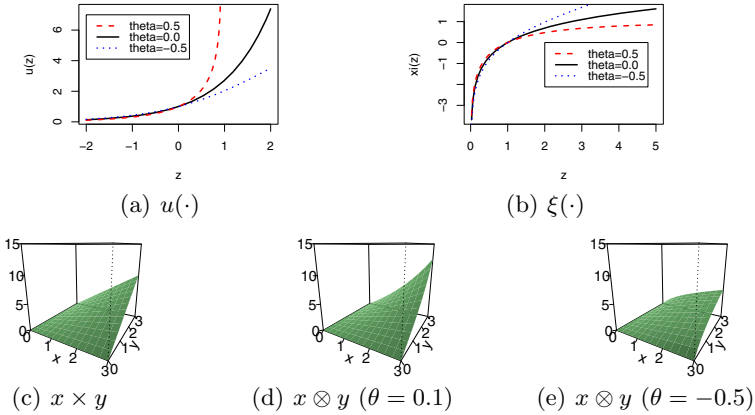 u(z)
6
4
2
0
theta=0.5
theta=0.0
theta=−0.5
−2 −1 0 1 2
z
(a) u(·)
xi(z)
1
0
−1
−3
theta=0.5
theta=0.0
theta=−0.5
0 1 2 3 4 5
z
(b) ξ(·)
15
10
5
0
0 1 2 30
x
1 2 3
y
(c) x × y
15
10
5
0
0 1 2 30
x
1 2 3
y
(d) x ⊗ y (θ = 0.1)
15
10
5
0
0 1 2 30
x
1 2 3
y
(e) x ⊗ y (θ = −0.5)